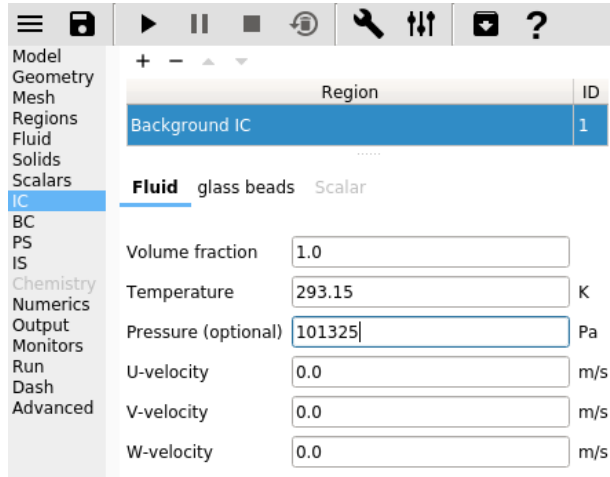 ?
Model
Geometry
Mesh
Regions
Fluid
Solids
Scalars
IC
BC
PS
IS
Chemistry
Numerics
Output
Monitors
Run
Dash
Advanced
Region ID
Background IC 1
Fluid glass beads Scalar
Volume fraction 1.0
Temperature 293.15 K
Pressure (optional) 101325 Pa
U-velocity 0.0 m/s
V-velocity 0.0 m/s
W-velocity 0.0 m/s